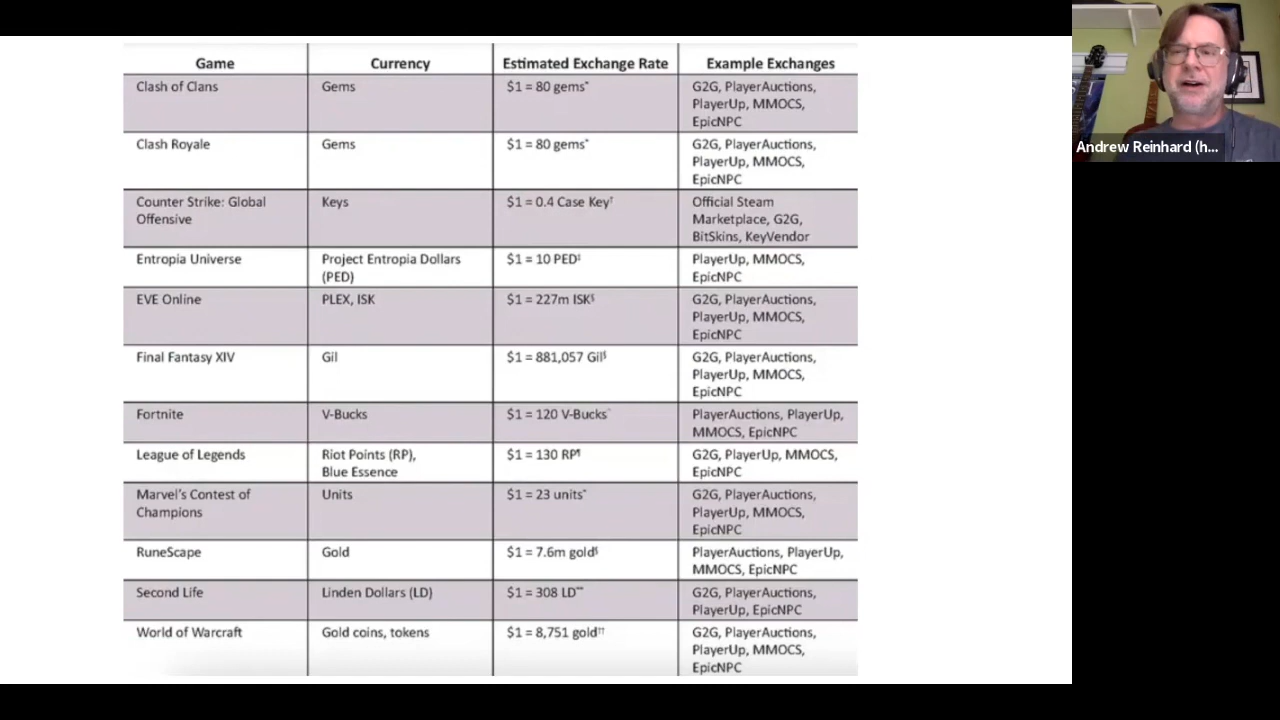 Game Currency Estimated Exchange Rate Example Exchanges
Clash of Clans Gems $1 = 80 gems* G2G, PlayerAuctions,
PlayerUp, MMOCS,
EpicNPC
Clash Royale Gems $1 = 80 gems* G2G, PlayerAuctions,
PlayerUp, MMOCS,
EpicNPC
Counter Strike: Global Keys $1 = 0.4 Case Key† Official Steam
Offensive Marketplace, G2G,
BitSkins, KeyVendor
Entropia Universe Project Entropia Dollars $1 = 10 PED‡ PlayerUp, MMOCS,
(PED) EpicNPC
EVE Online PLEX, ISK $1 = 227m ISK§ G2G, PlayerAuctions,
PlayerUp, MMOCS,
EpicNPC
Final Fantasy XIV Gil $1 = 881,057 Gil§ G2G, PlayerAuctions,
PlayerUp, MMOCS,
EpicNPC
Fortnite V-Bucks $1 = 120 V-Bucks* PlayerAuctions, PlayerUp,
MMOCS, EpicNPC
League of Legends Riot Points (RP), $1 = 130 RP¶ G2G, PlayerUp, MMOCS,
Blue Essence EpicNPC
Marvel's Contest of Units $1 = 23 units* G2G, PlayerAuctions,
Champions PlayerUp, MMOCS,
EpicNPC
RuneScape Gold $1 = 7.6m gold§ PlayerAuctions, PlayerUp,
MMOCS, EpicNPC
Second Life Linden Dollars (LD) $1 = 308 LD** G2G, PlayerAuctions,
PlayerUp, EpicNPC
World of Warcraft Gold coins, tokens $1 = 8,751 gold†† G2G, PlayerAuctions,
PlayerUp, MMOCS,
EpicNPC
Andrew Reinhard (h...